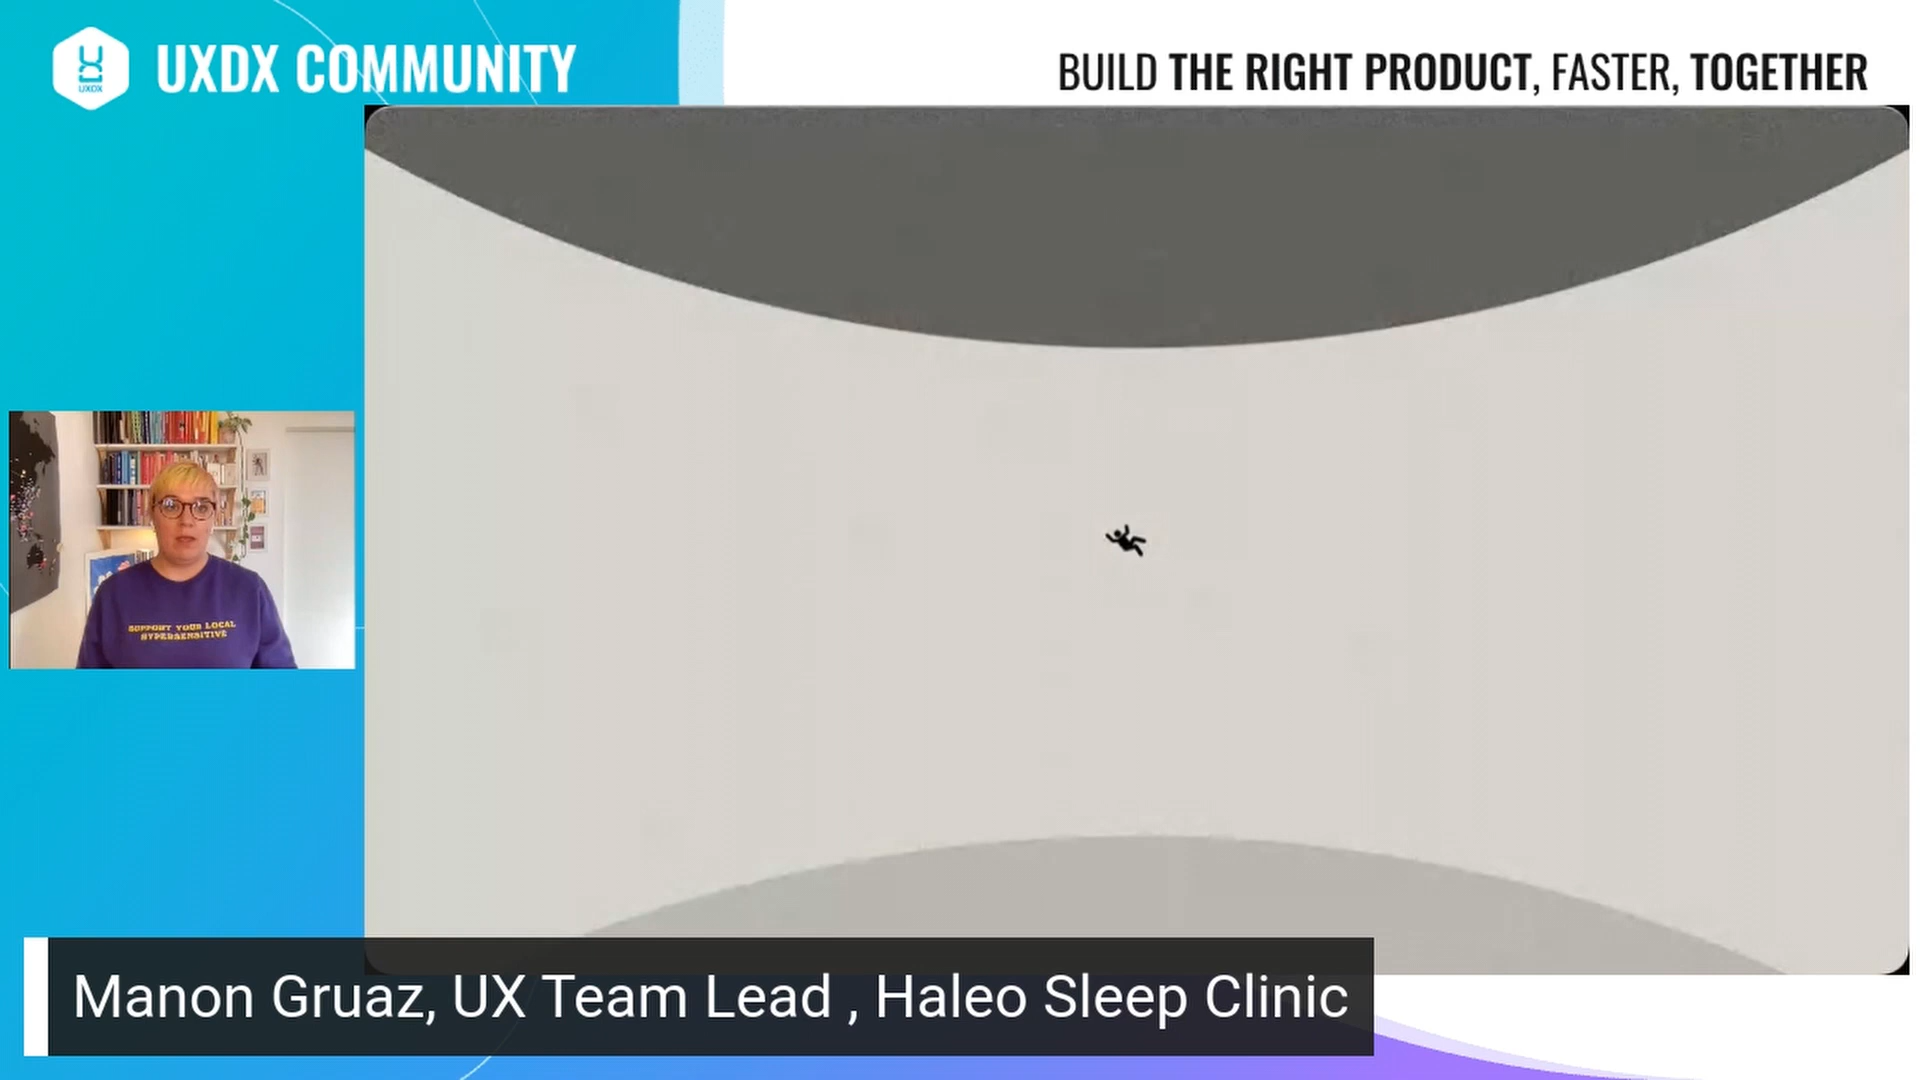 UXDX COMMUNITY
UXDX
BUILD THE RIGHT PRODUCT, FASTER, TOGETHER
SUPPORT YOUR LOCAL
HYPERSENSITIVE
Manon Gruaz, UX Team Lead , Haleo Sleep Clinic